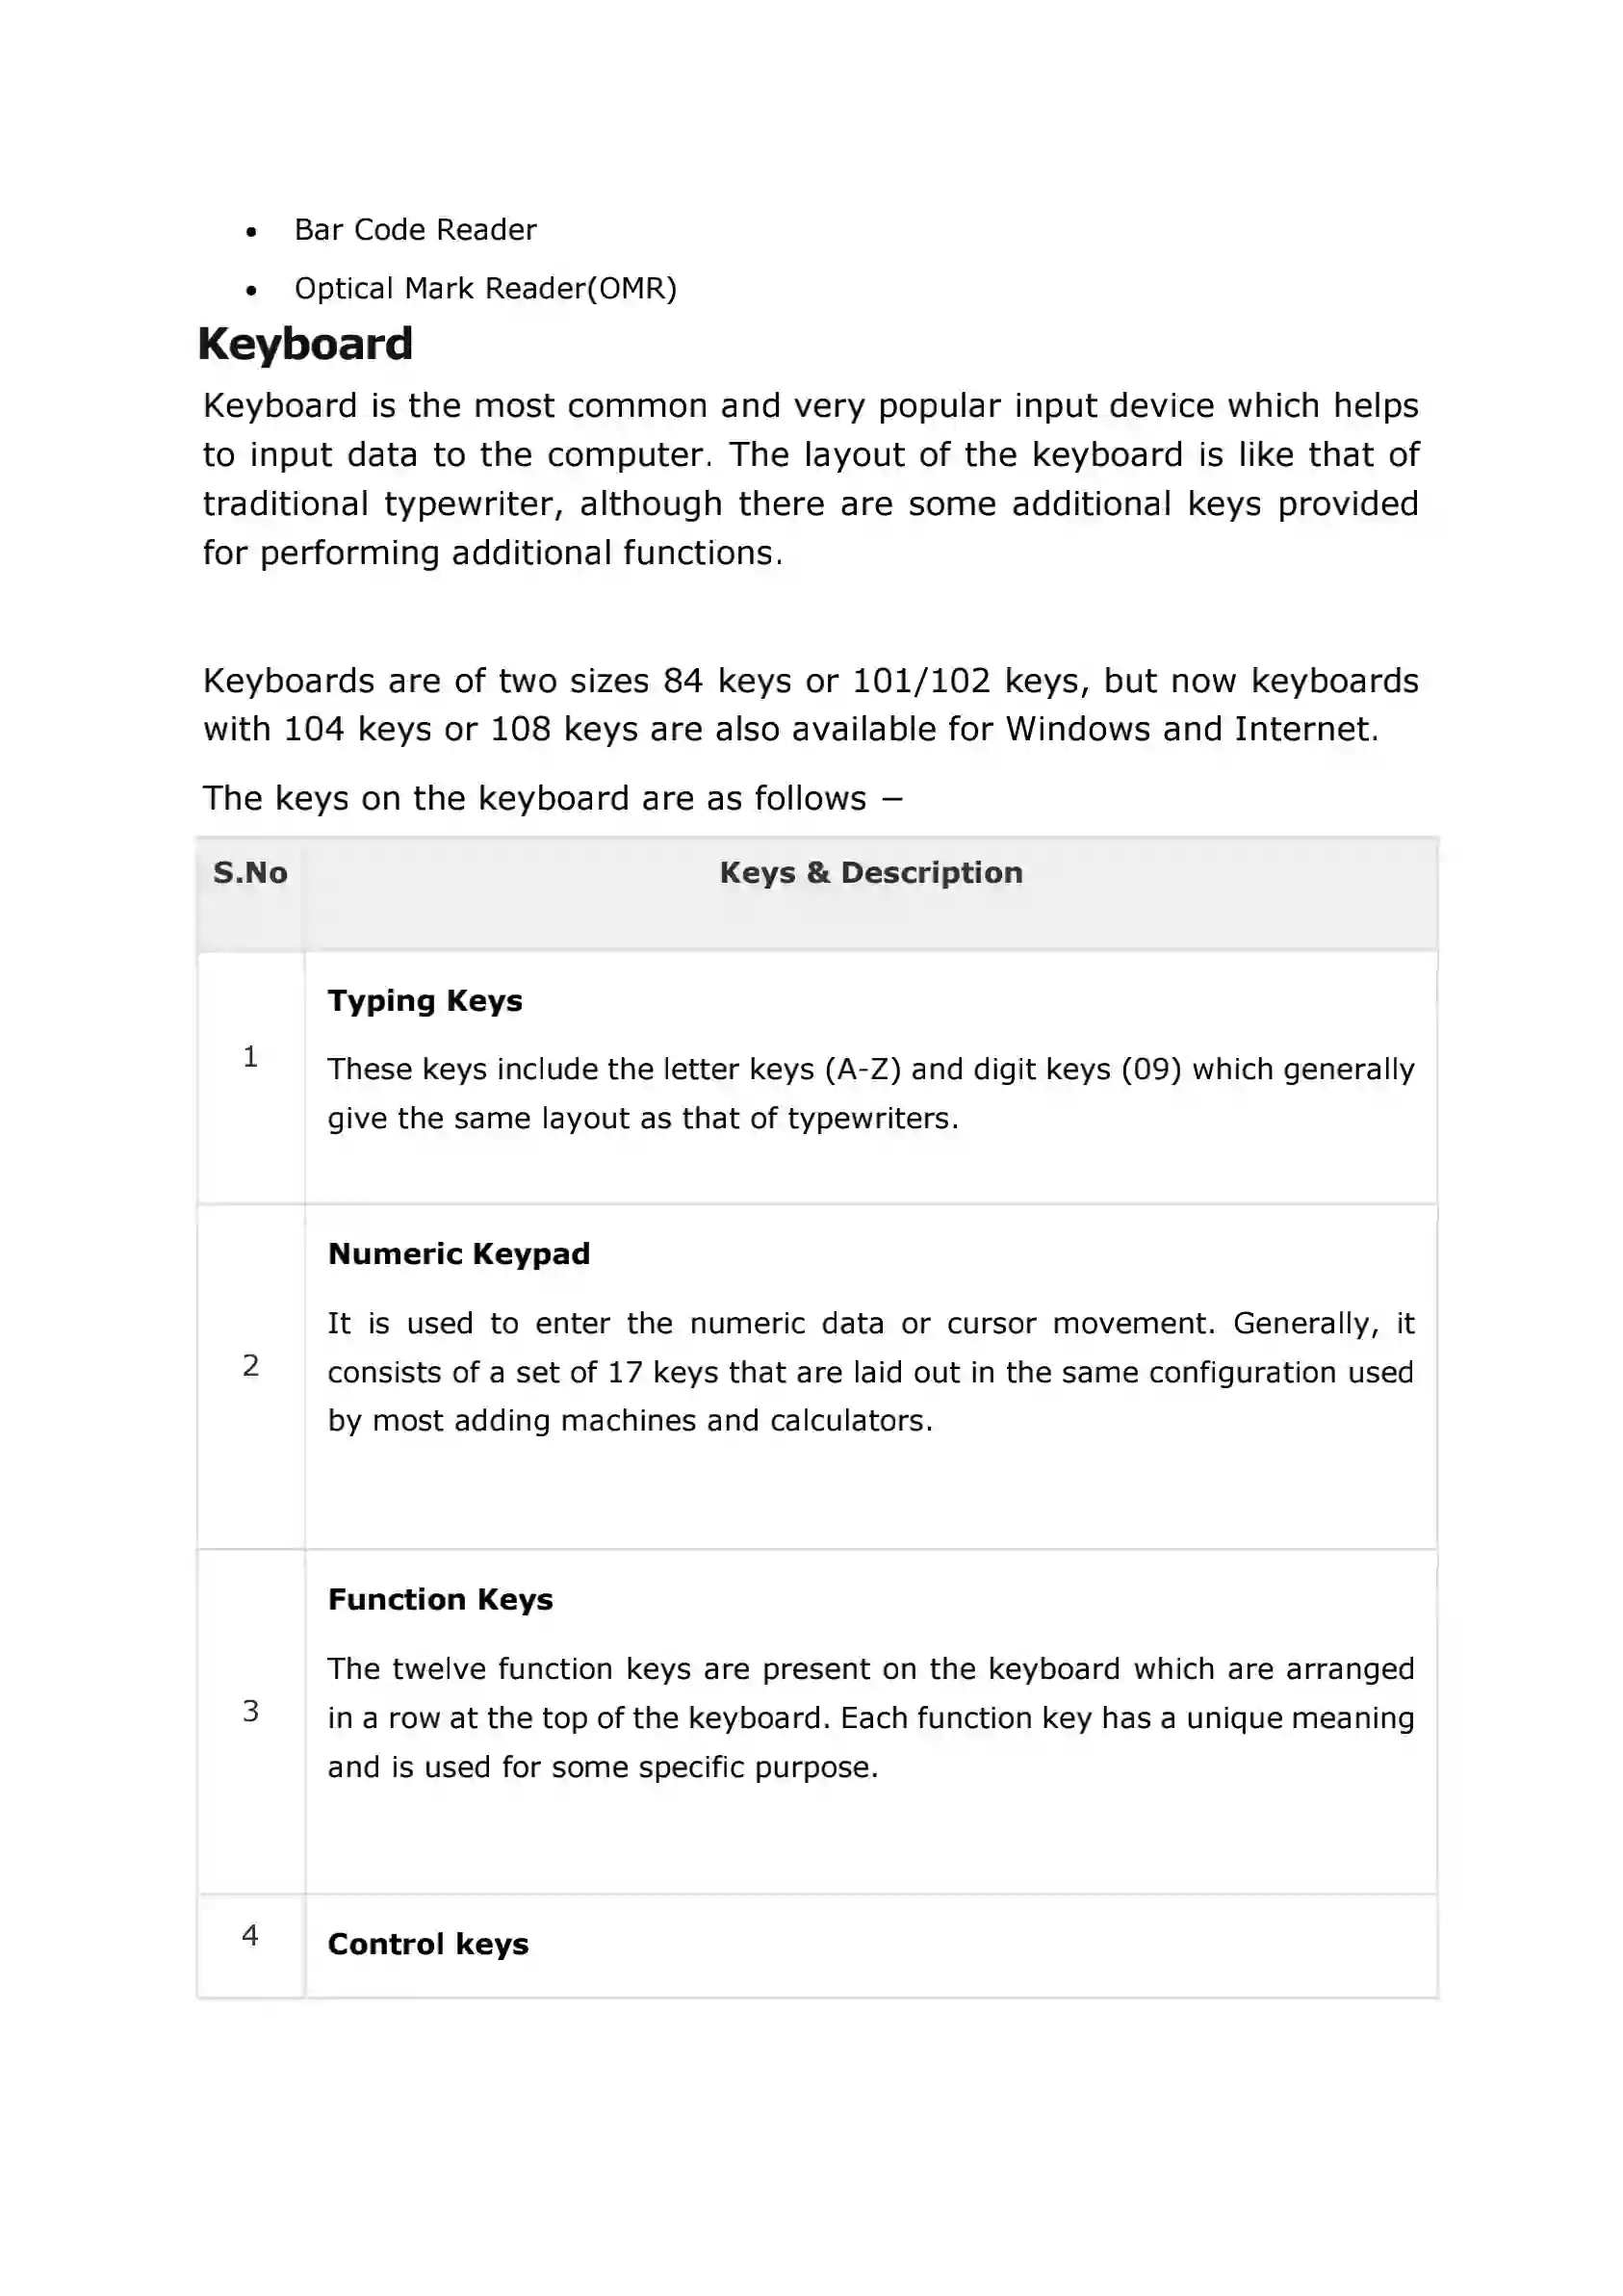 • Bar Code Reader
• Optical Mark Reader(OMR)
Keyboard
Keyboard is the most common and very popular input device which helps
to input data to the computer. The layout of the keyboard is like that of
traditional typewriter, although there are some additional keys provided
for performing additional functions.
Keyboards are of two sizes 84 keys or 101/102 keys, but now keyboards
with 104 keys or 108 keys are also available for Windows and Internet.
The keys on the keyboard are as follows −
S.No Keys & Description
Typing Keys
1
These keys include the letter keys (A-Z) and digit keys (09) which generally
give the same layout as that of typewriters.
Numeric Keypad
It is used to enter the numeric data or cursor movement. Generally, it
2
consists of a set of 17 keys that are laid out in the same configuration used
by most adding machines and calculators.
Function Keys
The twelve function keys are present on the keyboard which are arranged
3
in a row at the top of the keyboard. Each function key has a unique meaning
and is used for some specific purpose.
4
Control keys